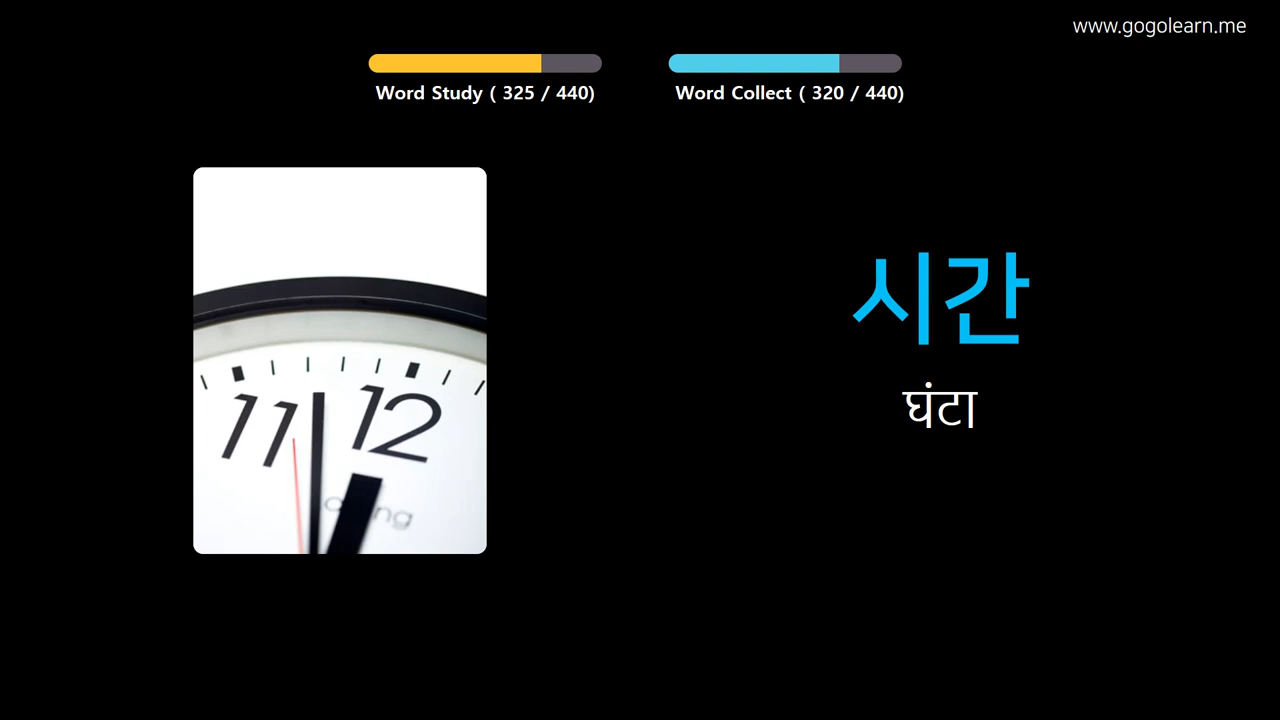 www.gogolearn.me
Word Study ( 325 / 440)
Word Collect ( 320 / 440)
시간
घंटा
11
12